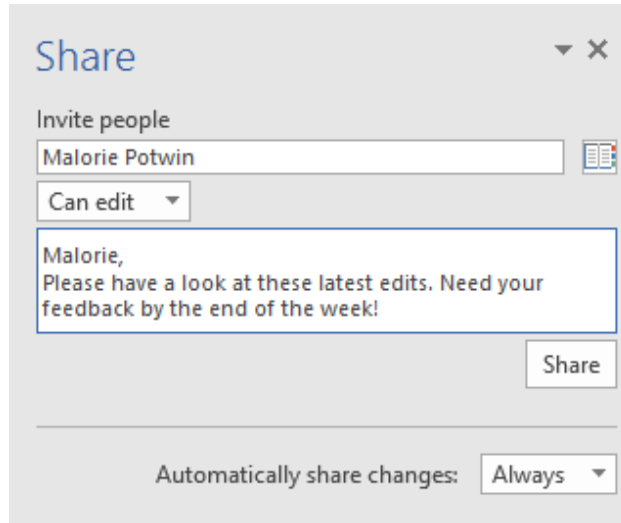 Share
Invite people
Malorie Potwin
Can edit
Malorie,
Please have a look at these latest edits. Need your
feedback by the end of the week!
Share
Automatically share changes: Always